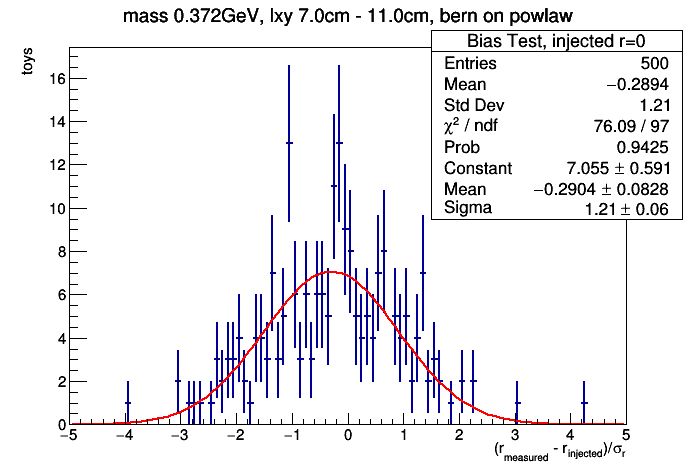 mass 0.372GeV, lxy 7.0cm - 11.0cm, bern on powlaw
Bias Test, injected r=0
Entries 500
Mean −0.2894
Std Dev 1.21
χ² / ndf 76.09 / 97
Prob 0.9425
Constant 7.055 ± 0.591
Mean −0.2904 ± 0.0828
Sigma 1.21 ± 0.06
toys
16
14
12
10
8
6
4
2
0
−5 −4 −3 −2 −1 0 1 2 3 4 5
(r_measured - r_injected)/σ_r